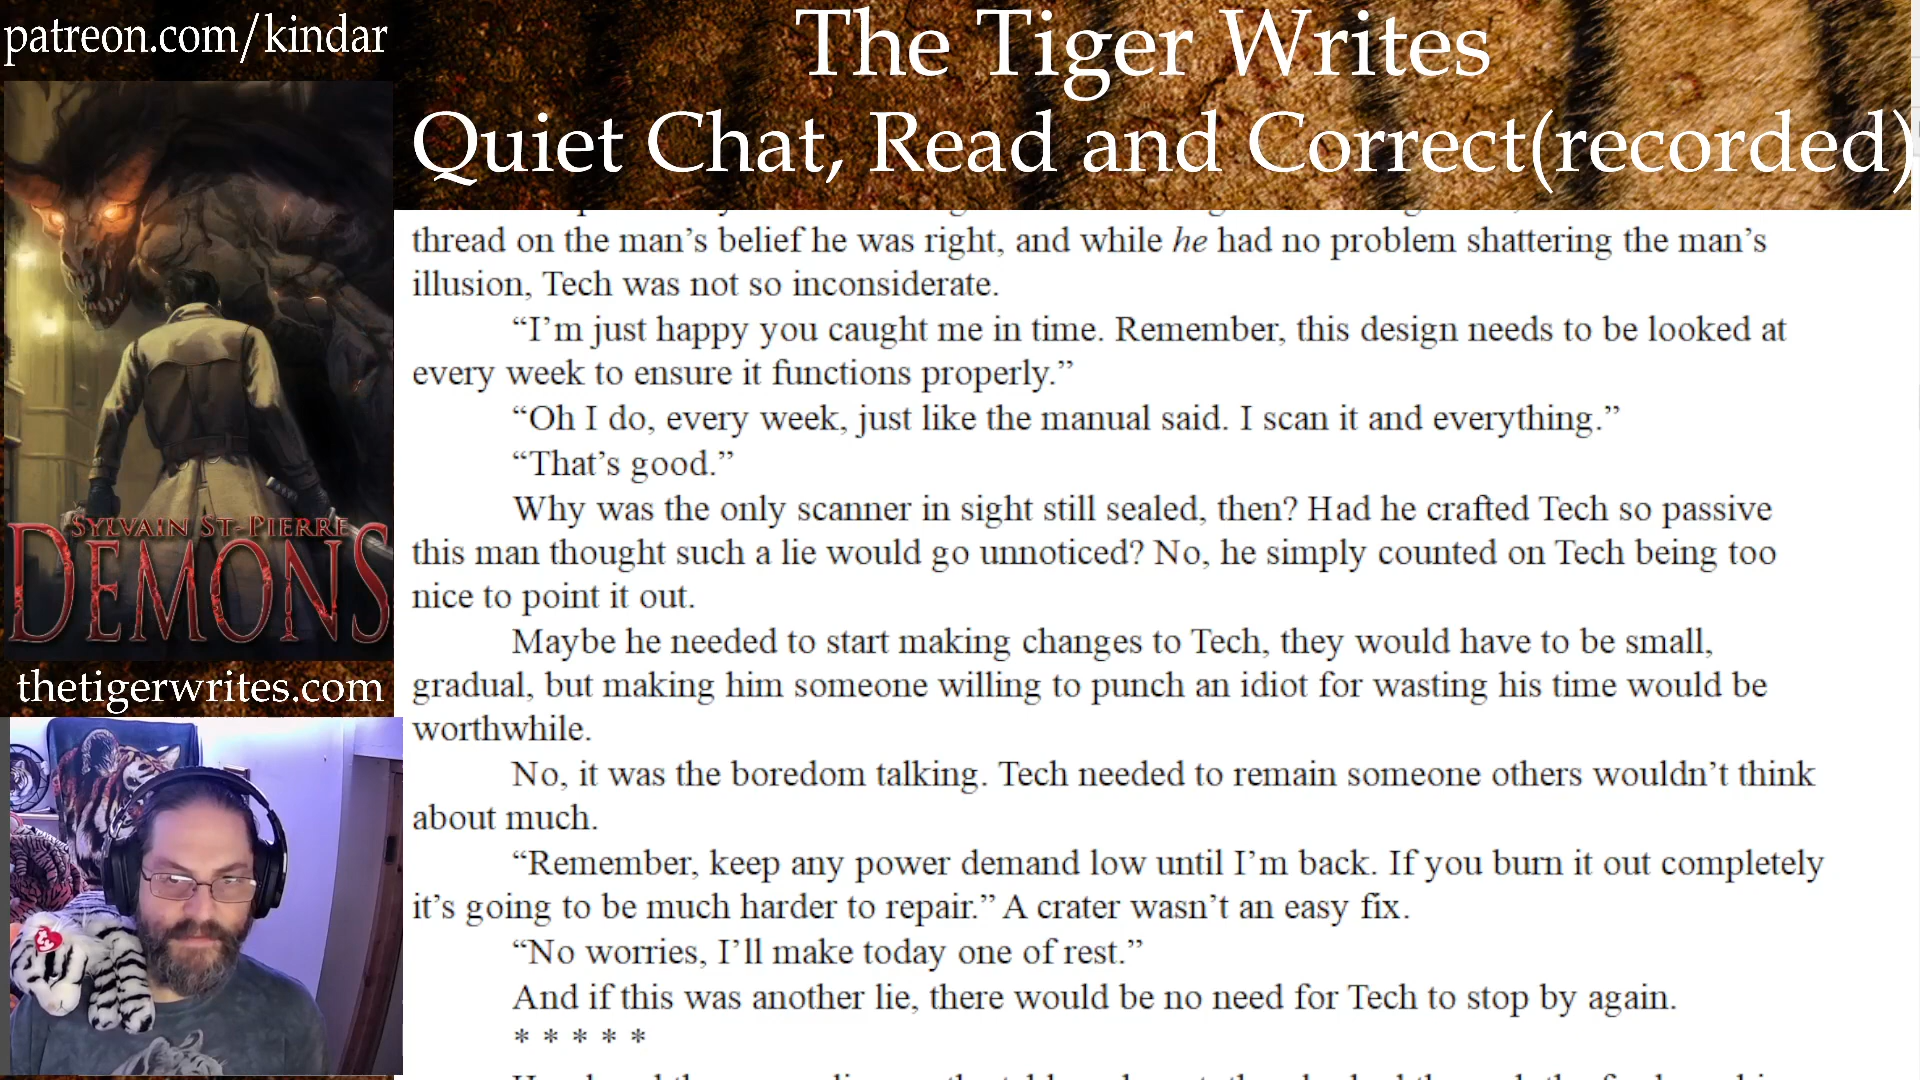 patreon.com/kindar
The Tiger Writes
Quiet Chat, Read and Correct(recorded)
SYLVAIN ST-PIERRE
DEMONS
thetigerwrites.com
thread on the man’s belief he was right, and while he had no problem shattering the man’s
illusion, Tech was not so inconsiderate.
“I’m just happy you caught me in time. Remember, this design needs to be looked at
every week to ensure it functions properly.”
“Oh I do, every week, just like the manual said. I scan it and everything.”
“That’s good.”
Why was the only scanner in sight still sealed, then? Had he crafted Tech so passive
this man thought such a lie would go unnoticed? No, he simply counted on Tech being too
nice to point it out.
Maybe he needed to start making changes to Tech, they would have to be small,
gradual, but making him someone willing to punch an idiot for wasting his time would be
worthwhile.
No, it was the boredom talking. Tech needed to remain someone others wouldn’t think
about much.
“Remember, keep any power demand low until I’m back. If you burn it out completely
it’s going to be much harder to repair.” A crater wasn’t an easy fix.
“No worries, I’ll make today one of rest.”
And if this was another lie, there would be no need for Tech to stop by again.
* * * * *